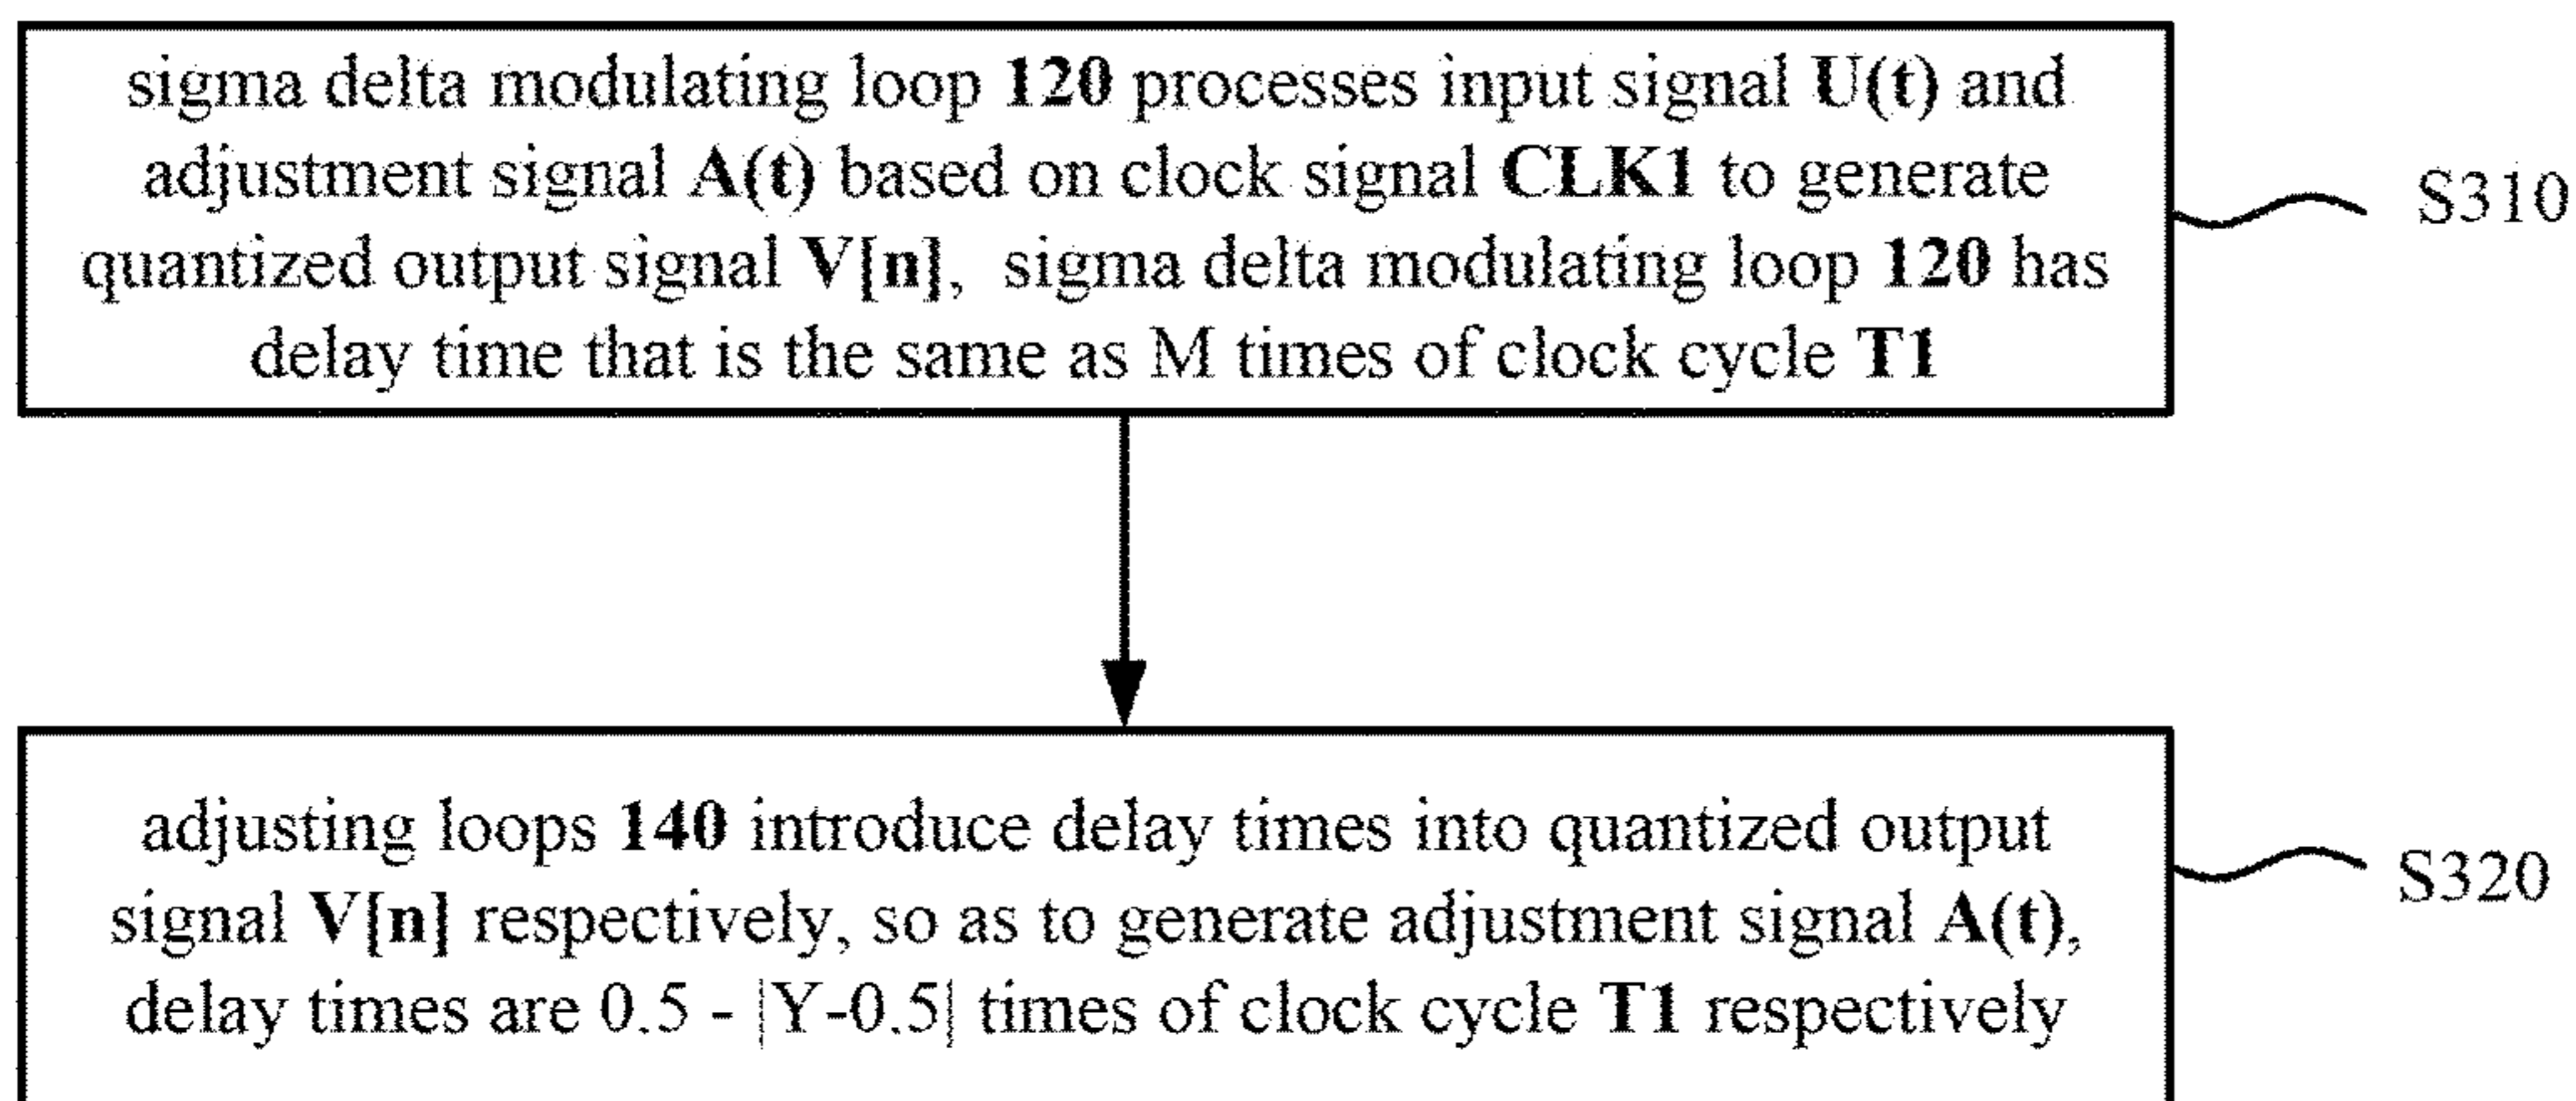 sigma delta modulating loop 120 processes input signal U(t) and
adjustment signal A(t) based on clock signal CLK1 to generate
quantized output signal V[n], sigma delta modulating loop 120 has
delay time that is the same as M times of clock cycle T1
S310
adjusting loops 140 introduce delay times into quantized output
signal V[n] respectively, so as to generate adjustment signal A(t),
delay times are 0.5 - |Y-0.5| times of clock cycle T1 respectively
S320